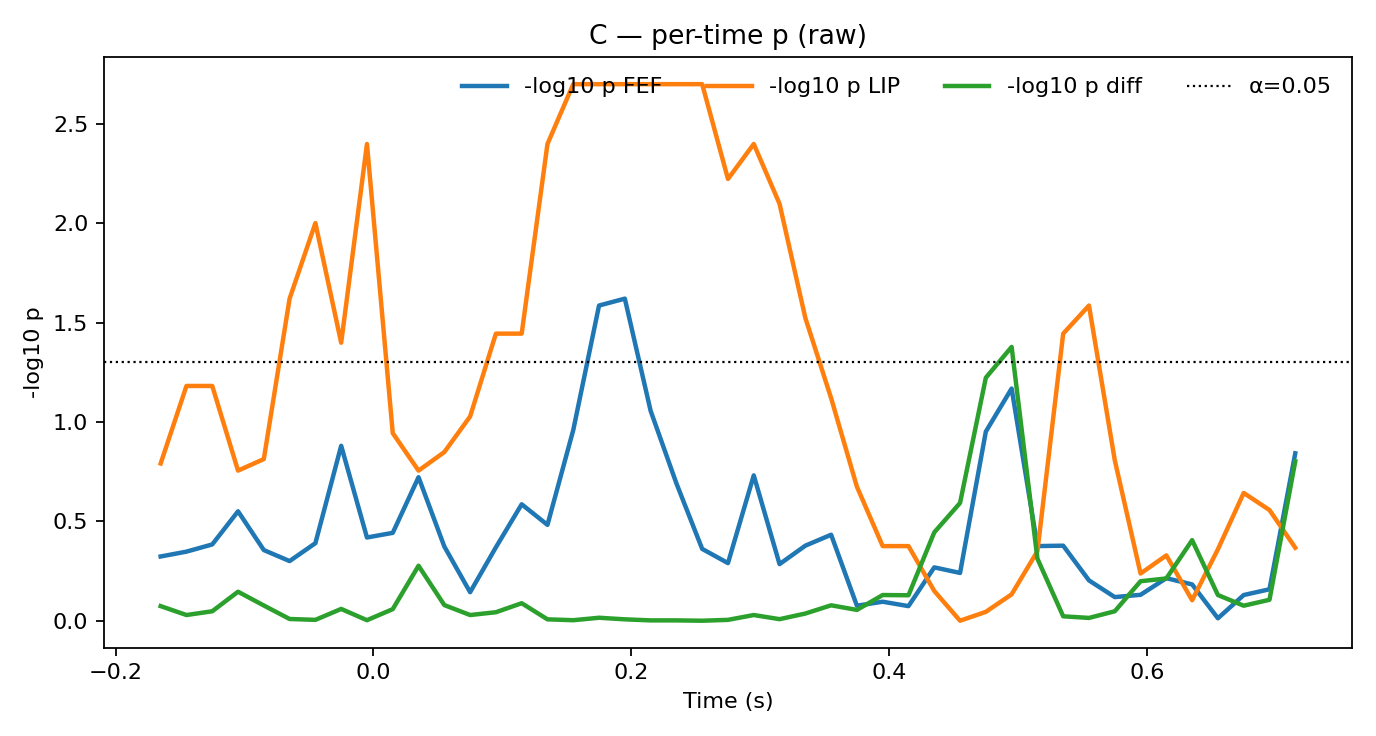 C — per-time p (raw)
-log10 p FEF
-log10 p LIP
-log10 p diff
α=0.05
-log10 p
2.5
2.0
1.5
1.0
0.5
0.0
−0.2
0.0
0.2
0.4
0.6
Time (s)